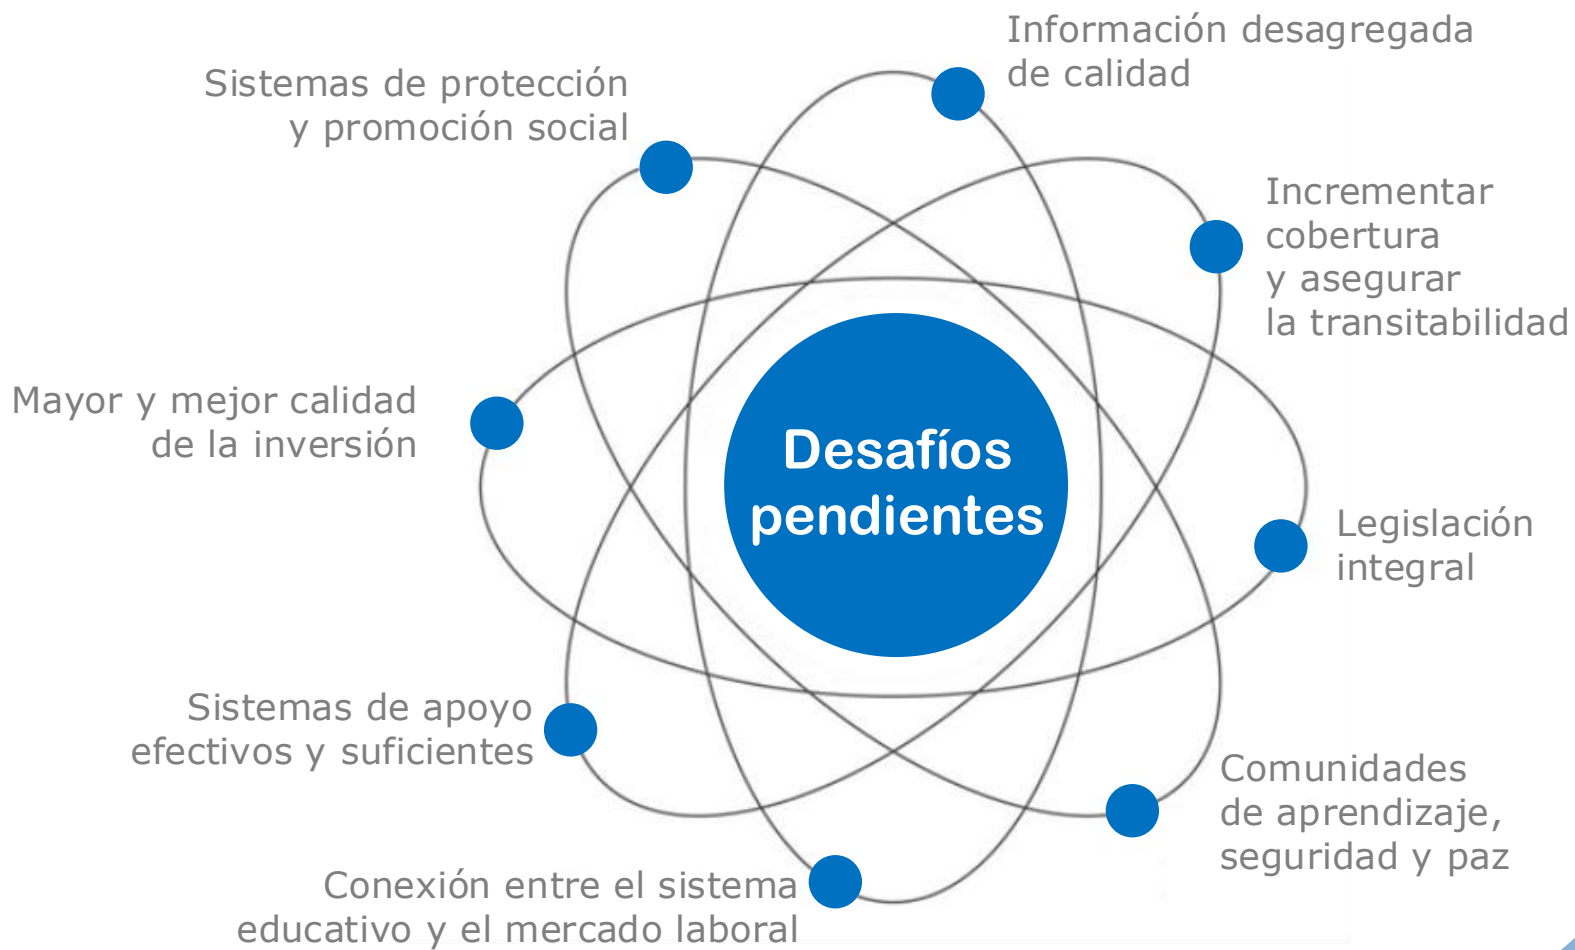 Información desagregada
de calidad
Sistemas de protección
y promoción social
Incrementar
cobertura
y asegurar
la transitabilidad
Mayor y mejor calidad
de la inversión
Desafíos
pendientes
Legislación
integral
Sistemas de apoyo
efectivos y suficientes
Comunidades
de aprendizaje,
seguridad y paz
Conexión entre el sistema
educativo y el mercado laboral